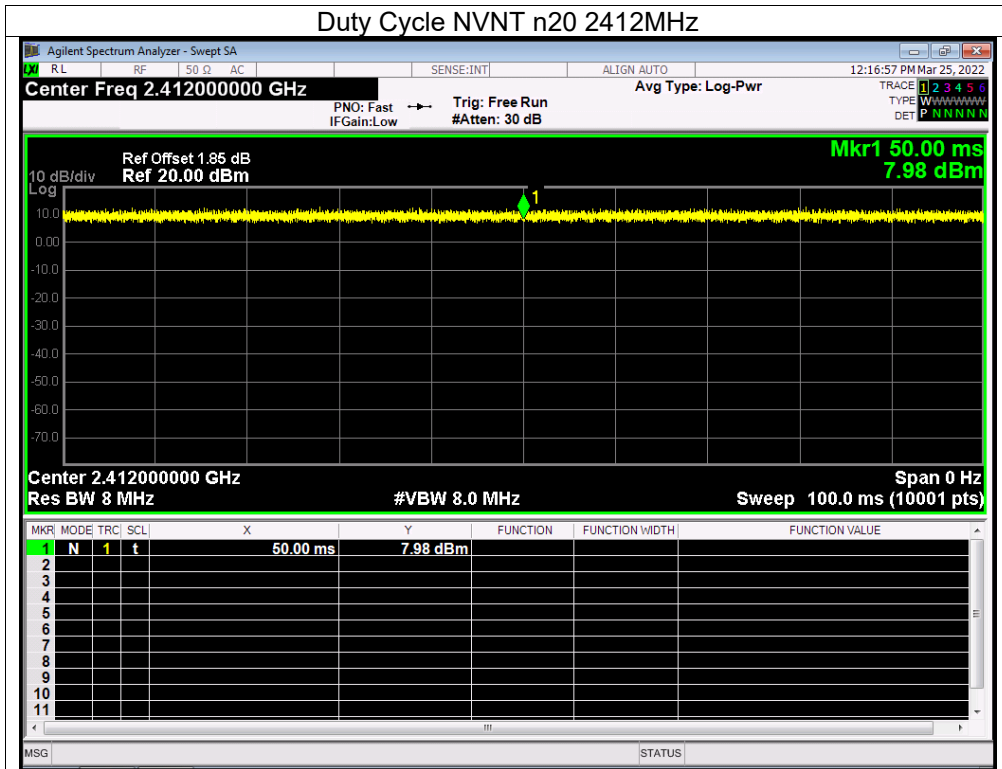 Duty Cycle NVNT n20 2412MHz
Agilent Spectrum Analyzer - Swept SA
LXI RL RF 50 Ω AC SENSE:INT ALIGN AUTO 12:16:57 PM Mar 25, 2022
Center Freq 2.412000000 GHz Avg Type: Log-Pwr TRACE 1 2 3 4 5 6
PNO: Fast Trig: Free Run TYPE WWWWWWW
IFGain:Low #Atten: 30 dB DET P N N N N N
Mkr1 50.00 ms
Ref Offset 1.85 dB
10 dB/div Ref 20.00 dBm 7.98 dBm
Log
1
10.0
0.00
-10.0
-20.0
-30.0
-40.0
-50.0
-60.0
-70.0
Center 2.412000000 GHz Span 0 Hz
Res BW 8 MHz #VBW 8.0 MHz Sweep 100.0 ms (10001 pts)
MKR MODE TRC SCL X Y FUNCTION FUNCTION WIDTH FUNCTION VALUE
1 N 1 t 50.00 ms 7.98 dBm
2
3
4
5
6
7
8
9
10
11
MSG STATUS